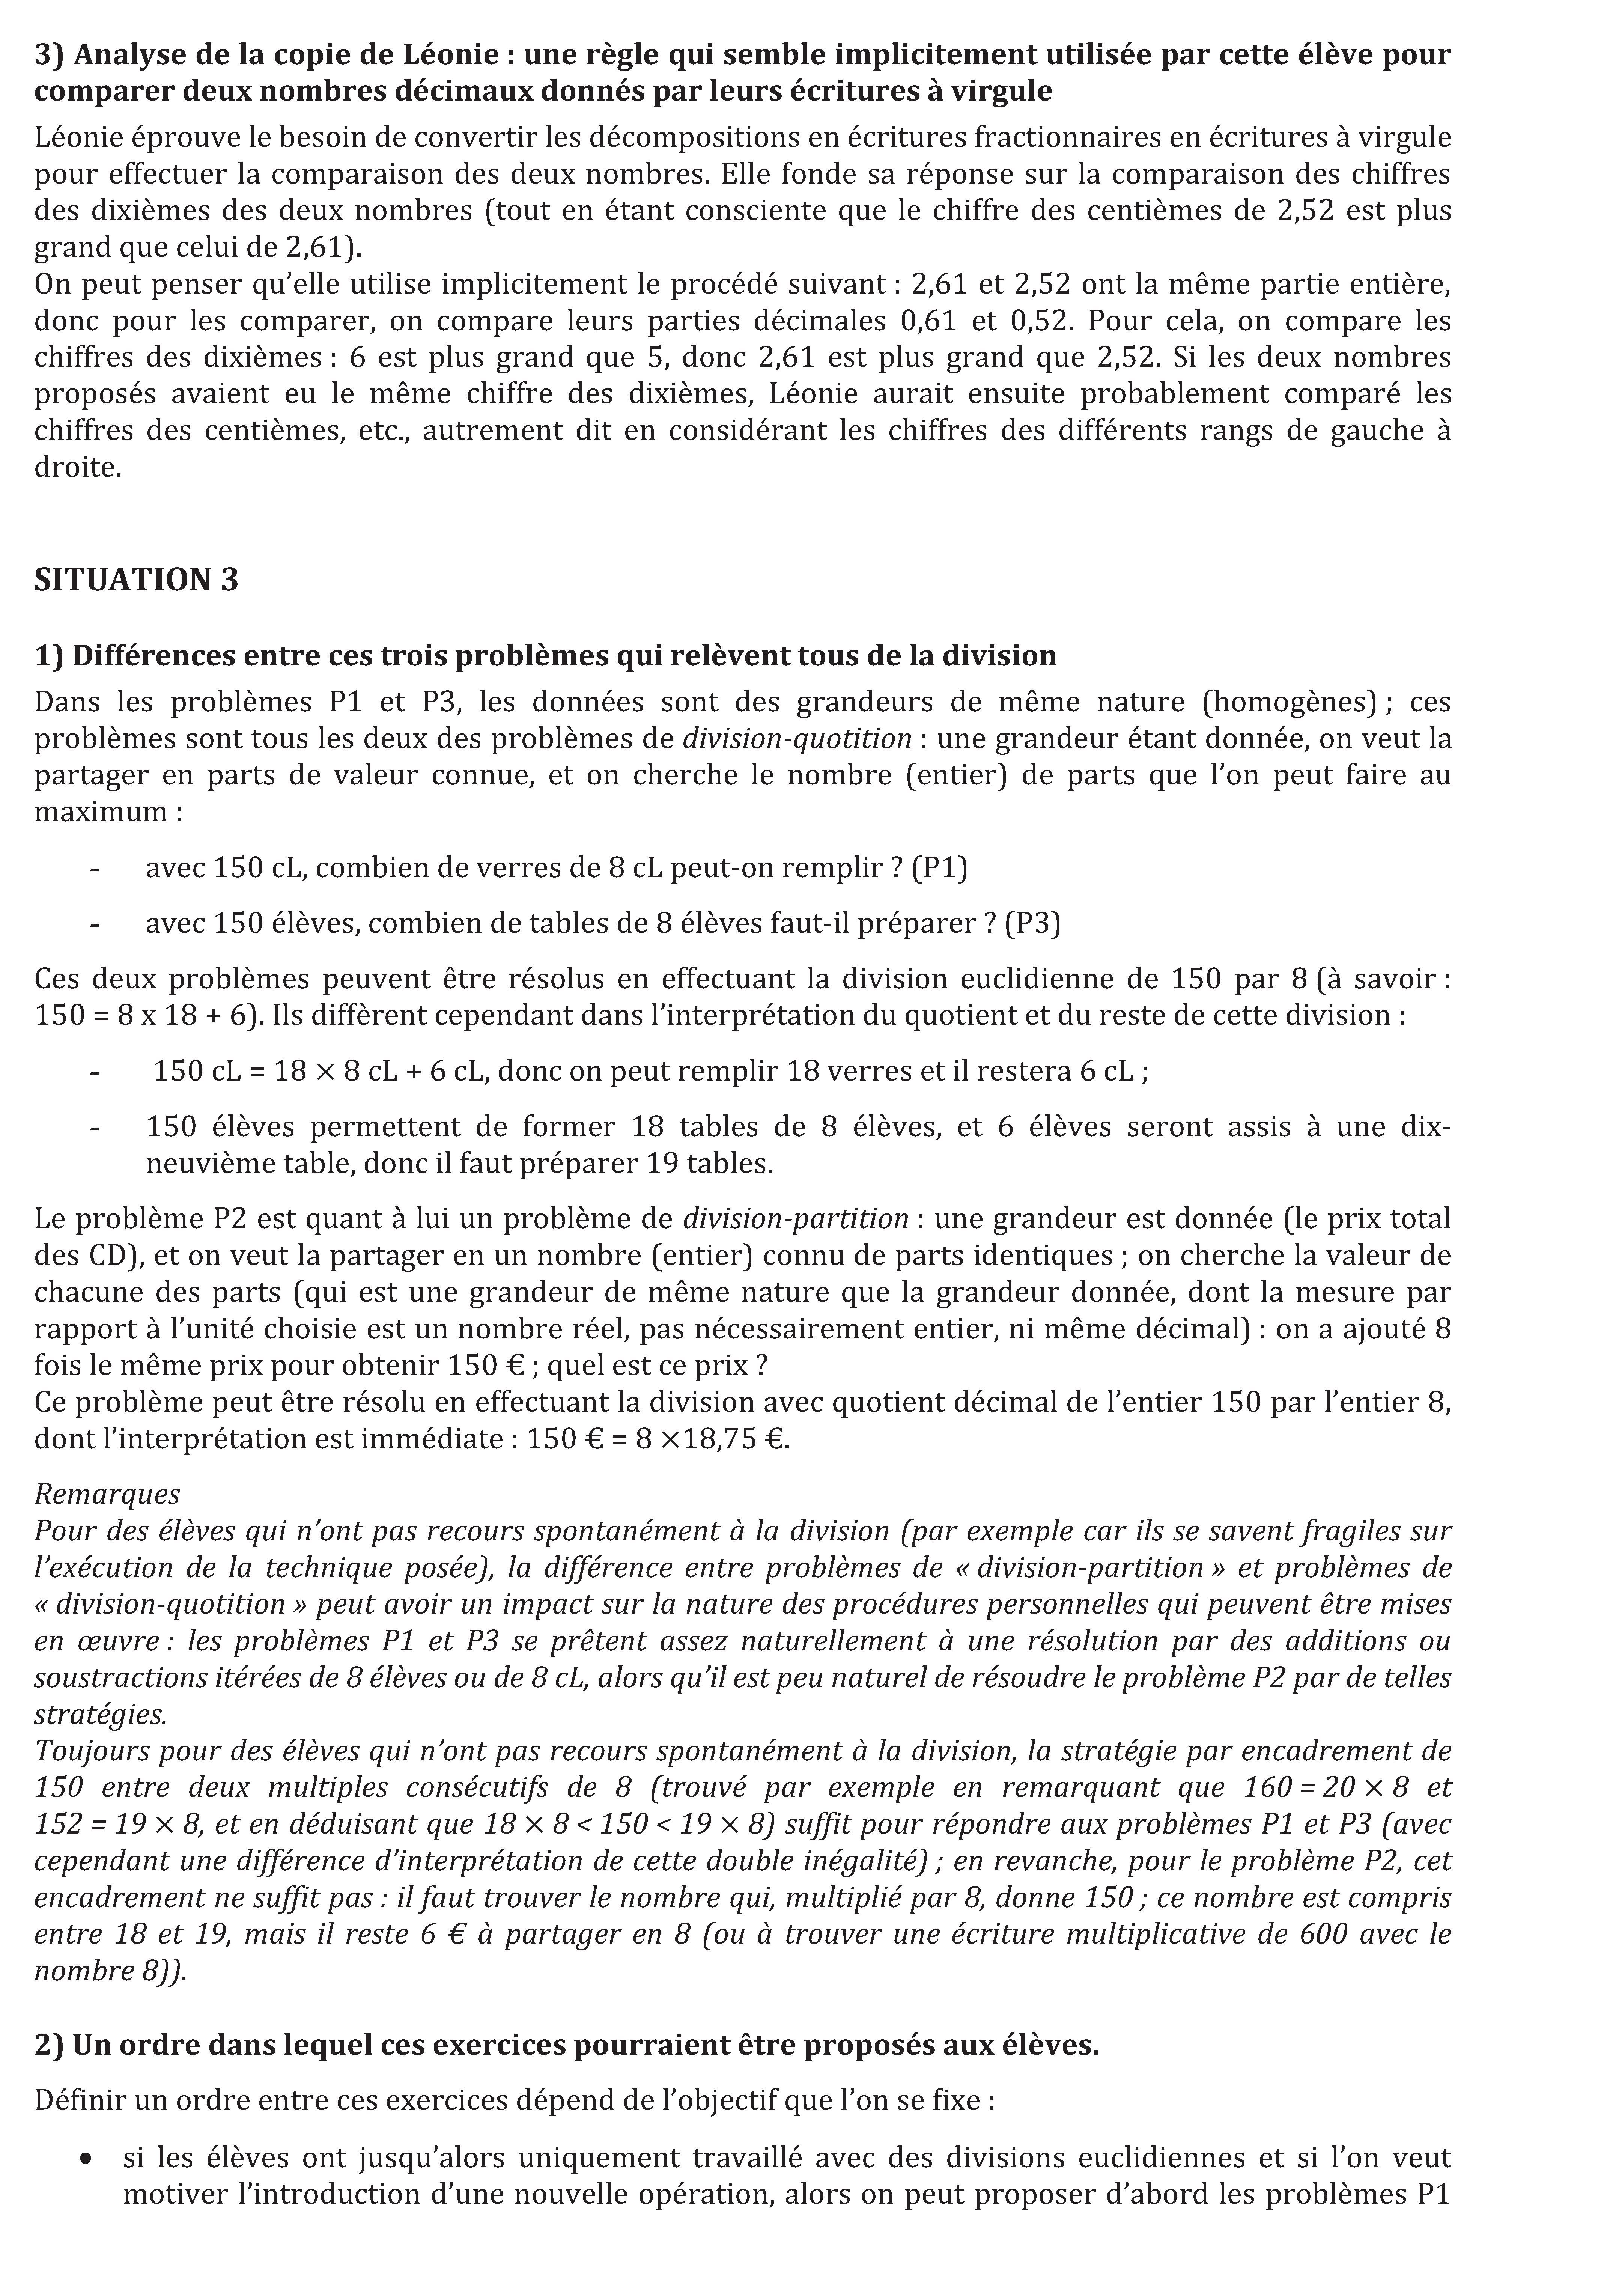 3) Analyse de la copie de Léonie : une règle qui semble implicitement utilisée par cette élève pour
comparer deux nombres décimaux donnés par leurs écritures à virgule
Léonie éprouve le besoin de convertir les décompositions en écritures fractionnaires en écritures à virgule
pour effectuer la comparaison des deux nombres. Elle fonde sa réponse sur la comparaison des chiffres
des dixièmes des deux nombres (tout en étant consciente que le chiffre des centièmes de 2,52 est plus
grand que celui de 2,61).
On peut penser qu'elle utilise implicitement le procédé suivant : 2,61 et 2,52 ont la même partie entière,
donc pour les comparer, on compare leurs parties décimales 0,61 et 0,52. Pour cela, on compare les
chiffres des dixièmes : 6 est plus grand que 5, donc 2,61 est plus grand que 2,52. Si les deux nombres
proposés avaient eu le même chiffre des dixièmes, Léonie aurait ensuite probablement comparé les
chiffres des centièmes, etc., autrement dit en considérant les chiffres des différents rangs de gauche à
droite.
SITUATION 3
1) Différences entre ces trois problèmes qui relèvent tous de la division
Dans les problèmes P1 et P3, les données sont des grandeurs de même nature (homogènes) ; ces
problèmes sont tous les deux des problèmes de division-quotition : une grandeur étant donnée, on veut la
partager en parts de valeur connue, et on cherche le nombre (entier) de parts que l'on peut faire au
maximum :
- avec 150 cL, combien de verres de 8 cL peut-on remplir ? (P1)
- avec 150 élèves, combien de tables de 8 élèves faut-il préparer ? (P3)
Ces deux problèmes peuvent être résolus en effectuant la division euclidienne de 150 par 8 (à savoir :
150 = 8 x 18 + 6). Ils diffèrent cependant dans l'interprétation du quotient et du reste de cette division :
- 150 cL = 18 × 8 cL + 6 cL, donc on peut remplir 18 verres et il restera 6 cL ;
- 150 élèves permettent de former 18 tables de 8 élèves, et 6 élèves seront assis à une dix-
neuvième table, donc il faut préparer 19 tables.
Le problème P2 est quant à lui un problème de division-partition : une grandeur est donnée (le prix total
des CD), et on veut la partager en un nombre (entier) connu de parts identiques ; on cherche la valeur de
chacune des parts (qui est une grandeur de même nature que la grandeur donnée, dont la mesure par
rapport à l'unité choisie est un nombre réel, pas nécessairement entier, ni même décimal) : on a ajouté 8
fois le même prix pour obtenir 150 € ; quel est ce prix ?
Ce problème peut être résolu en effectuant la division avec quotient décimal de l'entier 150 par l'entier 8,
dont l'interprétation est immédiate : 150 € = 8 ×18,75 €.
Remarques
Pour des élèves qui n'ont pas recours spontanément à la division (par exemple car ils se savent fragiles sur
l'exécution de la technique posée), la différence entre problèmes de « division-partition » et problèmes de
« division-quotition » peut avoir un impact sur la nature des procédures personnelles qui peuvent être mises
en œuvre : les problèmes P1 et P3 se prêtent assez naturellement à une résolution par des additions ou
soustractions itérées de 8 élèves ou de 8 cL, alors qu'il est peu naturel de résoudre le problème P2 par de telles
stratégies.
Toujours pour des élèves qui n'ont pas recours spontanément à la division, la stratégie par encadrement de
150 entre deux multiples consécutifs de 8 (trouvé par exemple en remarquant que 160 = 20 × 8 et
152 = 19 × 8, et en déduisant que 18 × 8 < 150 < 19 × 8) suffit pour répondre aux problèmes P1 et P3 (avec
cependant une différence d'interprétation de cette double inégalité) ; en revanche, pour le problème P2, cet
encadrement ne suffit pas : il faut trouver le nombre qui, multiplié par 8, donne 150 ; ce nombre est compris
entre 18 et 19, mais il reste 6 € à partager en 8 (ou à trouver une écriture multiplicative de 600 avec le
nombre 8)).
2) Un ordre dans lequel ces exercices pourraient être proposés aux élèves.
Définir un ordre entre ces exercices dépend de l'objectif que l'on se fixe :
• si les élèves ont jusqu'alors uniquement travaillé avec des divisions euclidiennes et si l'on veut
motiver l'introduction d'une nouvelle opération, alors on peut proposer d'abord les problèmes P1